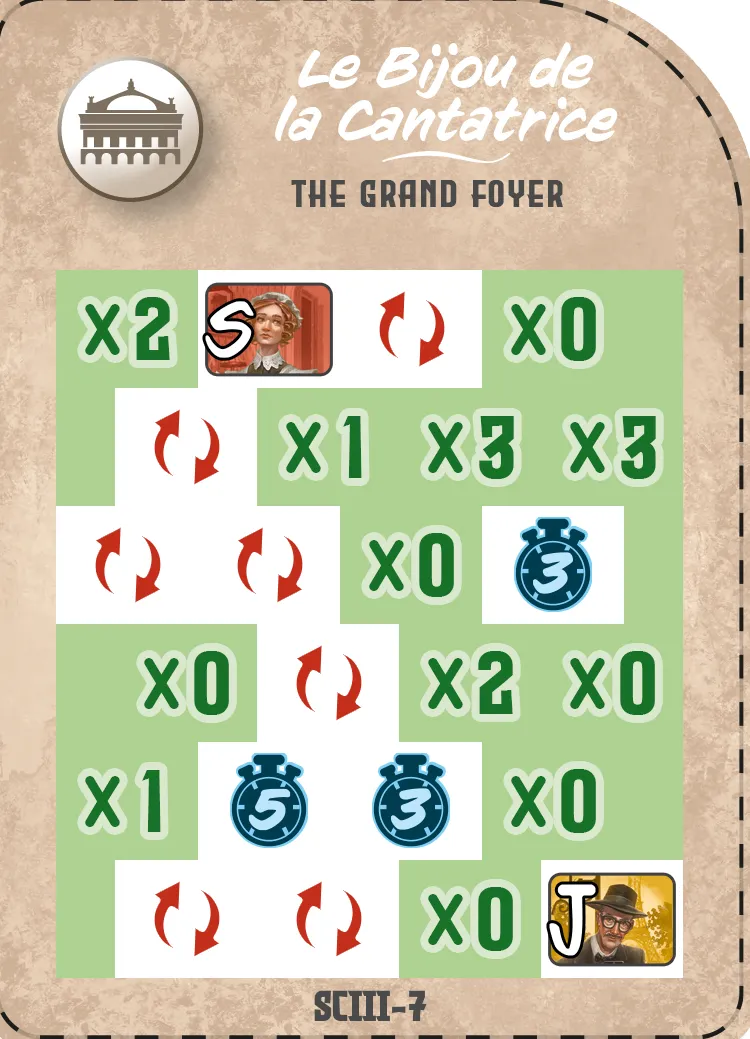 Le Bijou de
la Cantatrice
THE GRAND FOYER
X2 S X0
X1 X3 X3
X0 3
X0 X2 X0
X1 5 3 X0
X0 J
SCIII-7